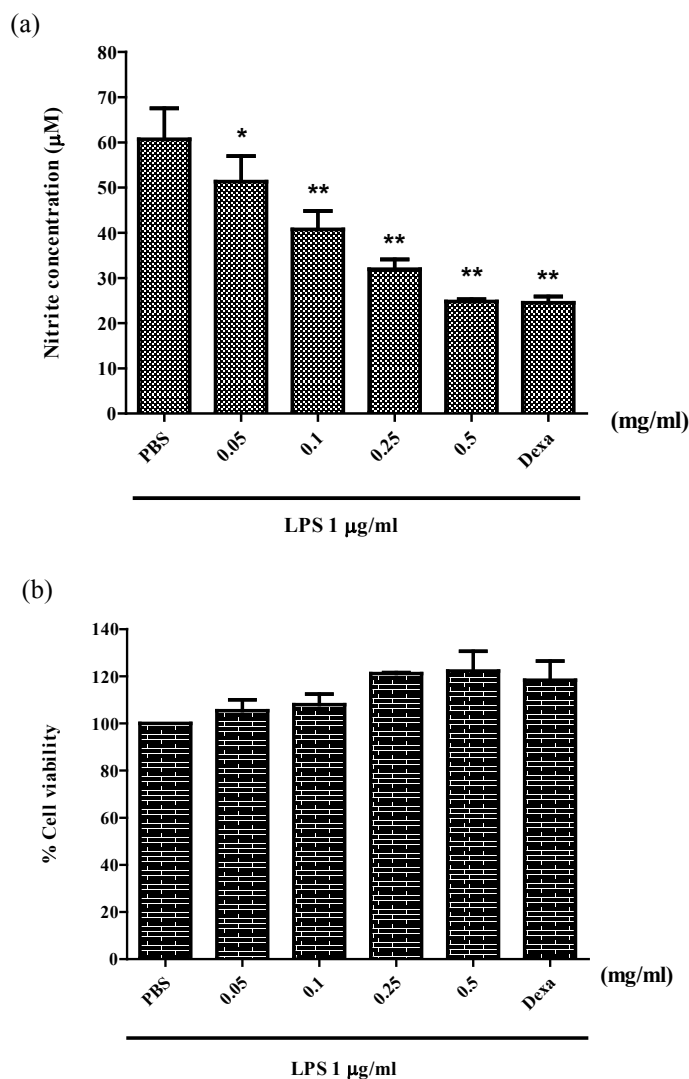 (a)
80
70
60
50
40
30
20
10
0
Nitrite concentration (μM)
*
**
**
**
**
PBS
0.05
0.1
0.25
0.5
Dexa
(mg/ml)
LPS 1 μg/ml
(b)
140
120
100
80
60
40
20
0
% Cell viability
PBS
0.05
0.1
0.25
0.5
Dexa
(mg/ml)
LPS 1 μg/ml